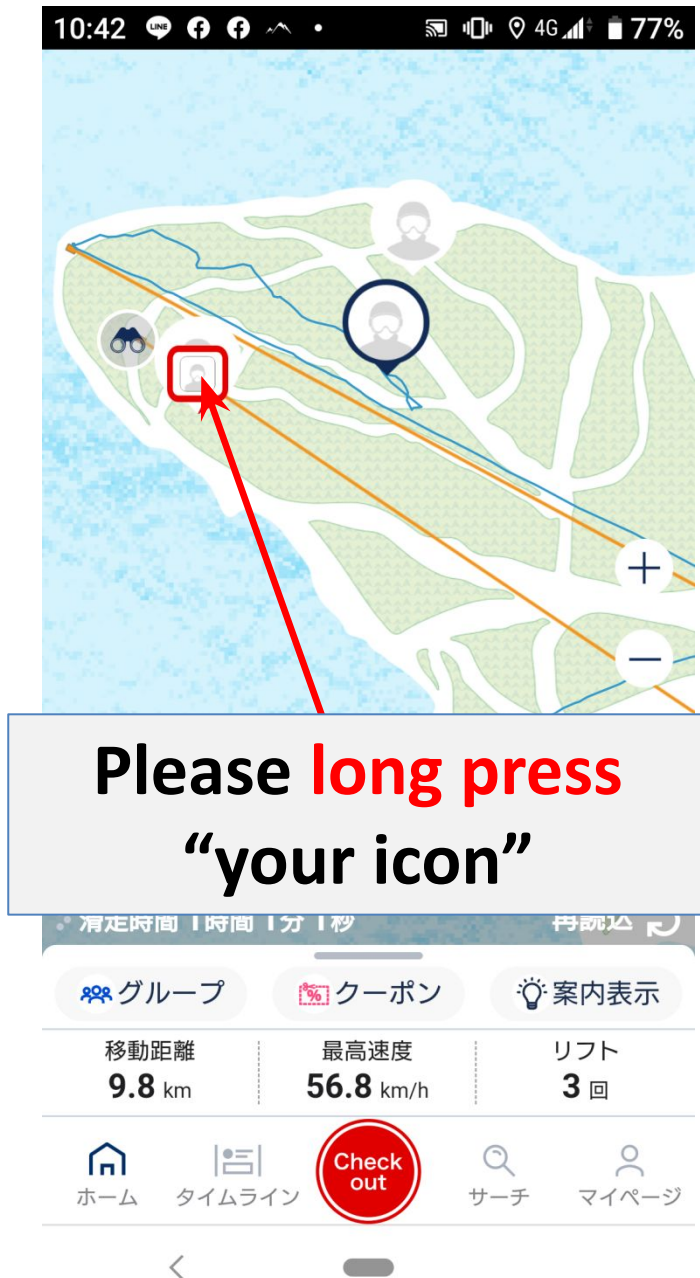 10:42 LINE 4G 77%
Please long press
“your icon”
滑走時間 1時間 1分 1秒 再読込
グループ クーポン 案内表示
移動距離 最高速度 リフト
9.8 km 56.8 km/h 3 回
Check
out
ホーム タイムライン サーチ マイページ